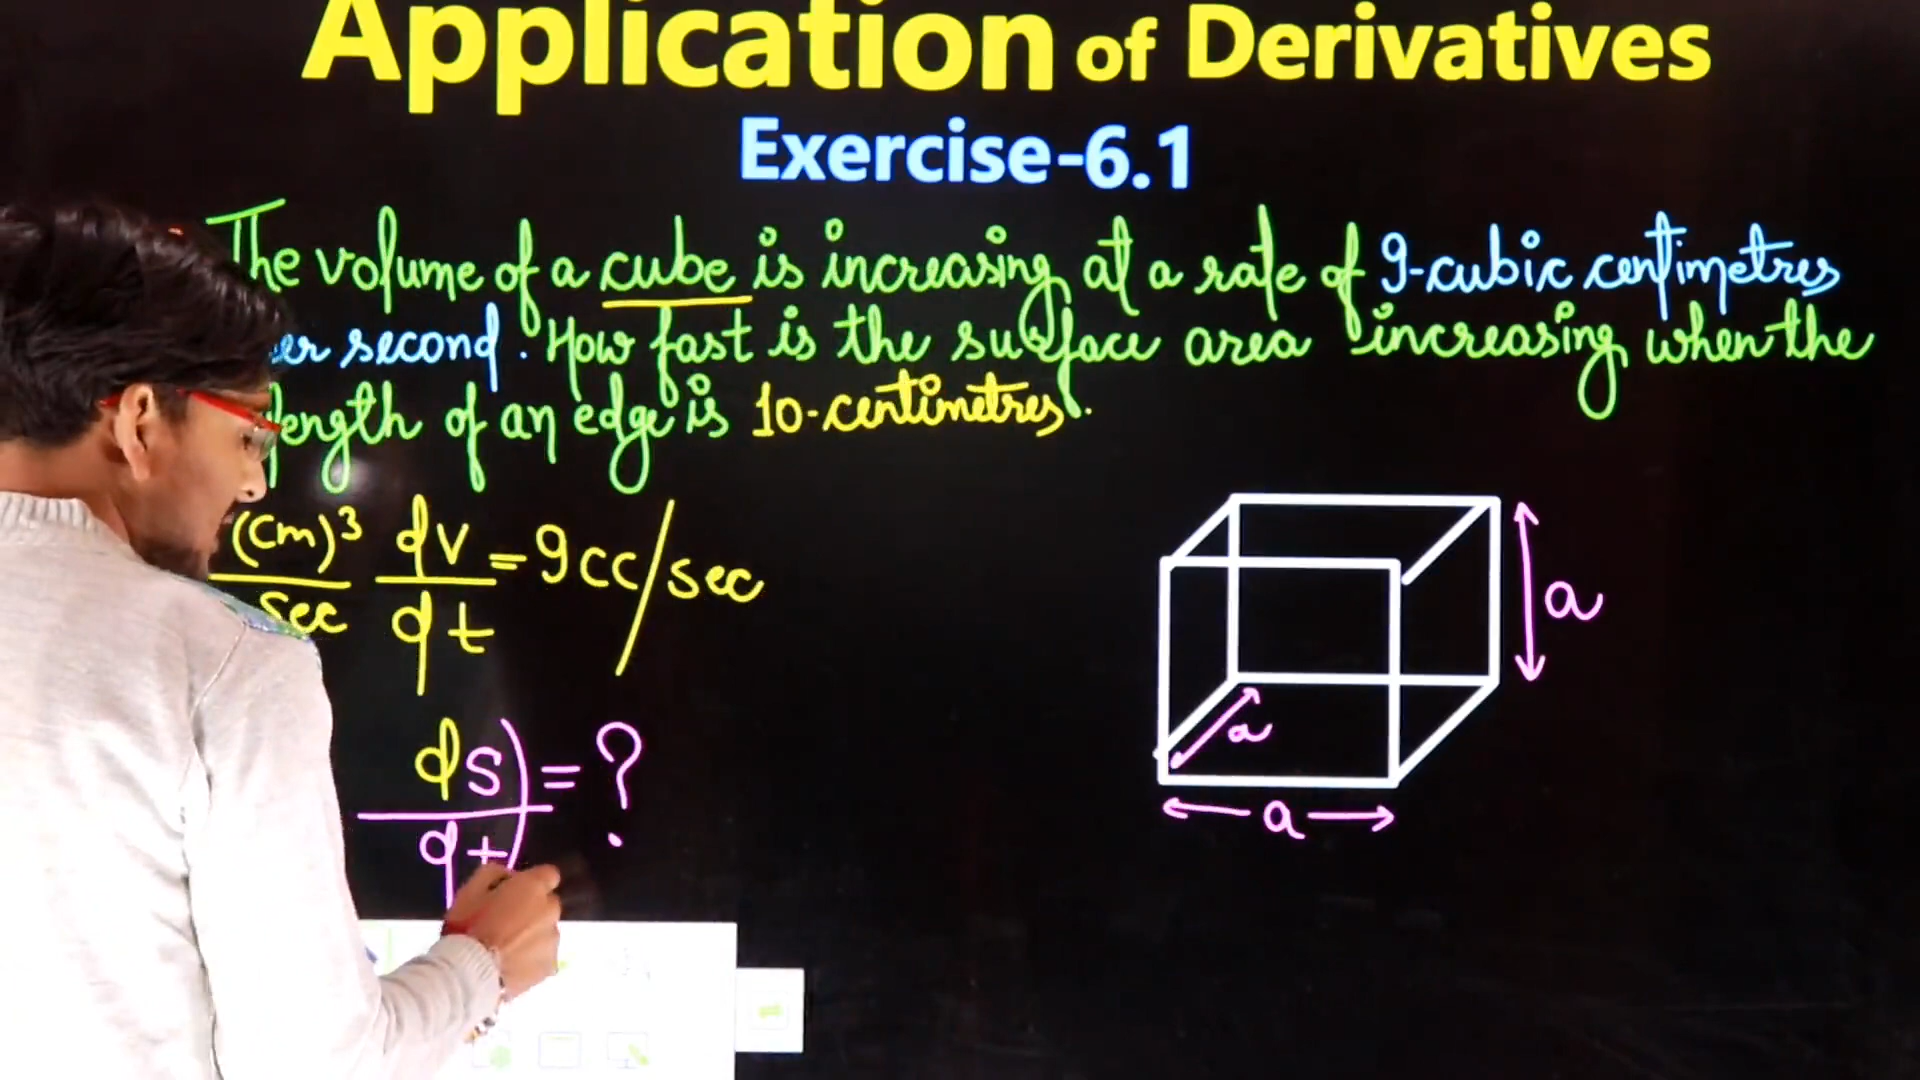 Application of Derivatives
Exercise-6.1
The volume of a cube is increasing at a rate of 9-cubic centimetres
er second. How fast is the surface area increasing when the
length of an edge is 10-centimetres.
(cm)³/sec dv/dt = 9cc/sec
ds/dt) = ?
a
a
a